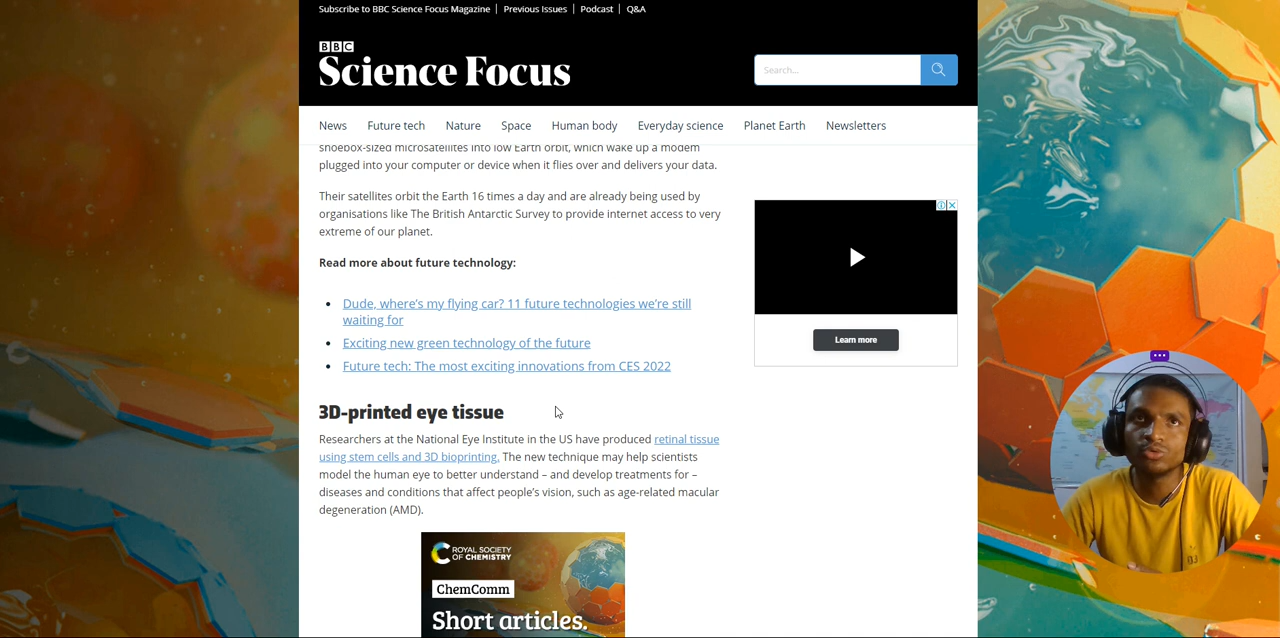 Subscribe to BBC Science Focus Magazine | Previous Issues | Podcast | Q&A
BBC
Science Focus
Search...
News Future tech Nature Space Human body Everyday science Planet Earth Newsletters
shoebox-sized microsatellites into low Earth orbit, which wake up a modem
plugged into your computer or device when it flies over and delivers your data.
Their satellites orbit the Earth 16 times a day and are already being used by
organisations like The British Antarctic Survey to provide internet access to very
extreme of our planet.
Read more about future technology:
• Dude, where's my flying car? 11 future technologies we're still
waiting for
• Exciting new green technology of the future
• Future tech: The most exciting innovations from CES 2022
Learn more
3D-printed eye tissue
Researchers at the National Eye Institute in the US have produced retinal tissue
using stem cells and 3D bioprinting. The new technique may help scientists
model the human eye to better understand – and develop treatments for –
diseases and conditions that affect people's vision, such as age-related macular
degeneration (AMD).
ROYAL SOCIETY
OF CHEMISTRY
ChemComm
Short articles.